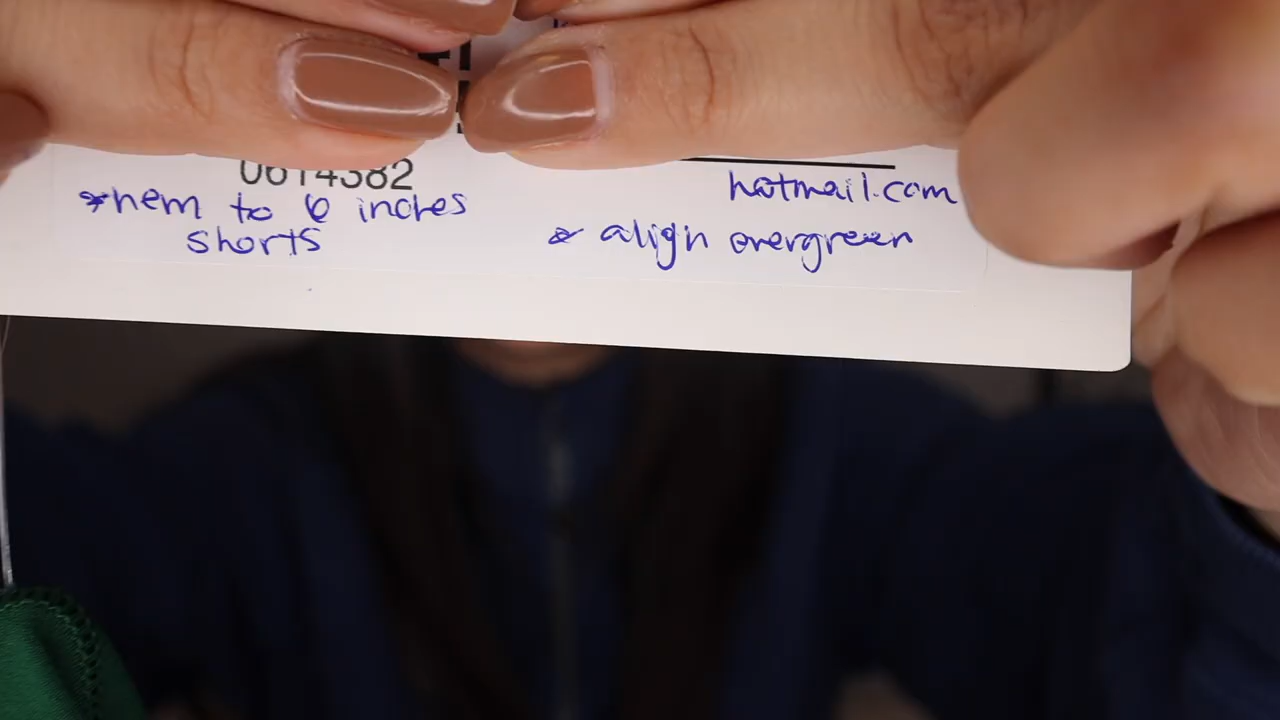 0614382
*hem to 6 inches
shorts
hotmail.com
* align evergreen